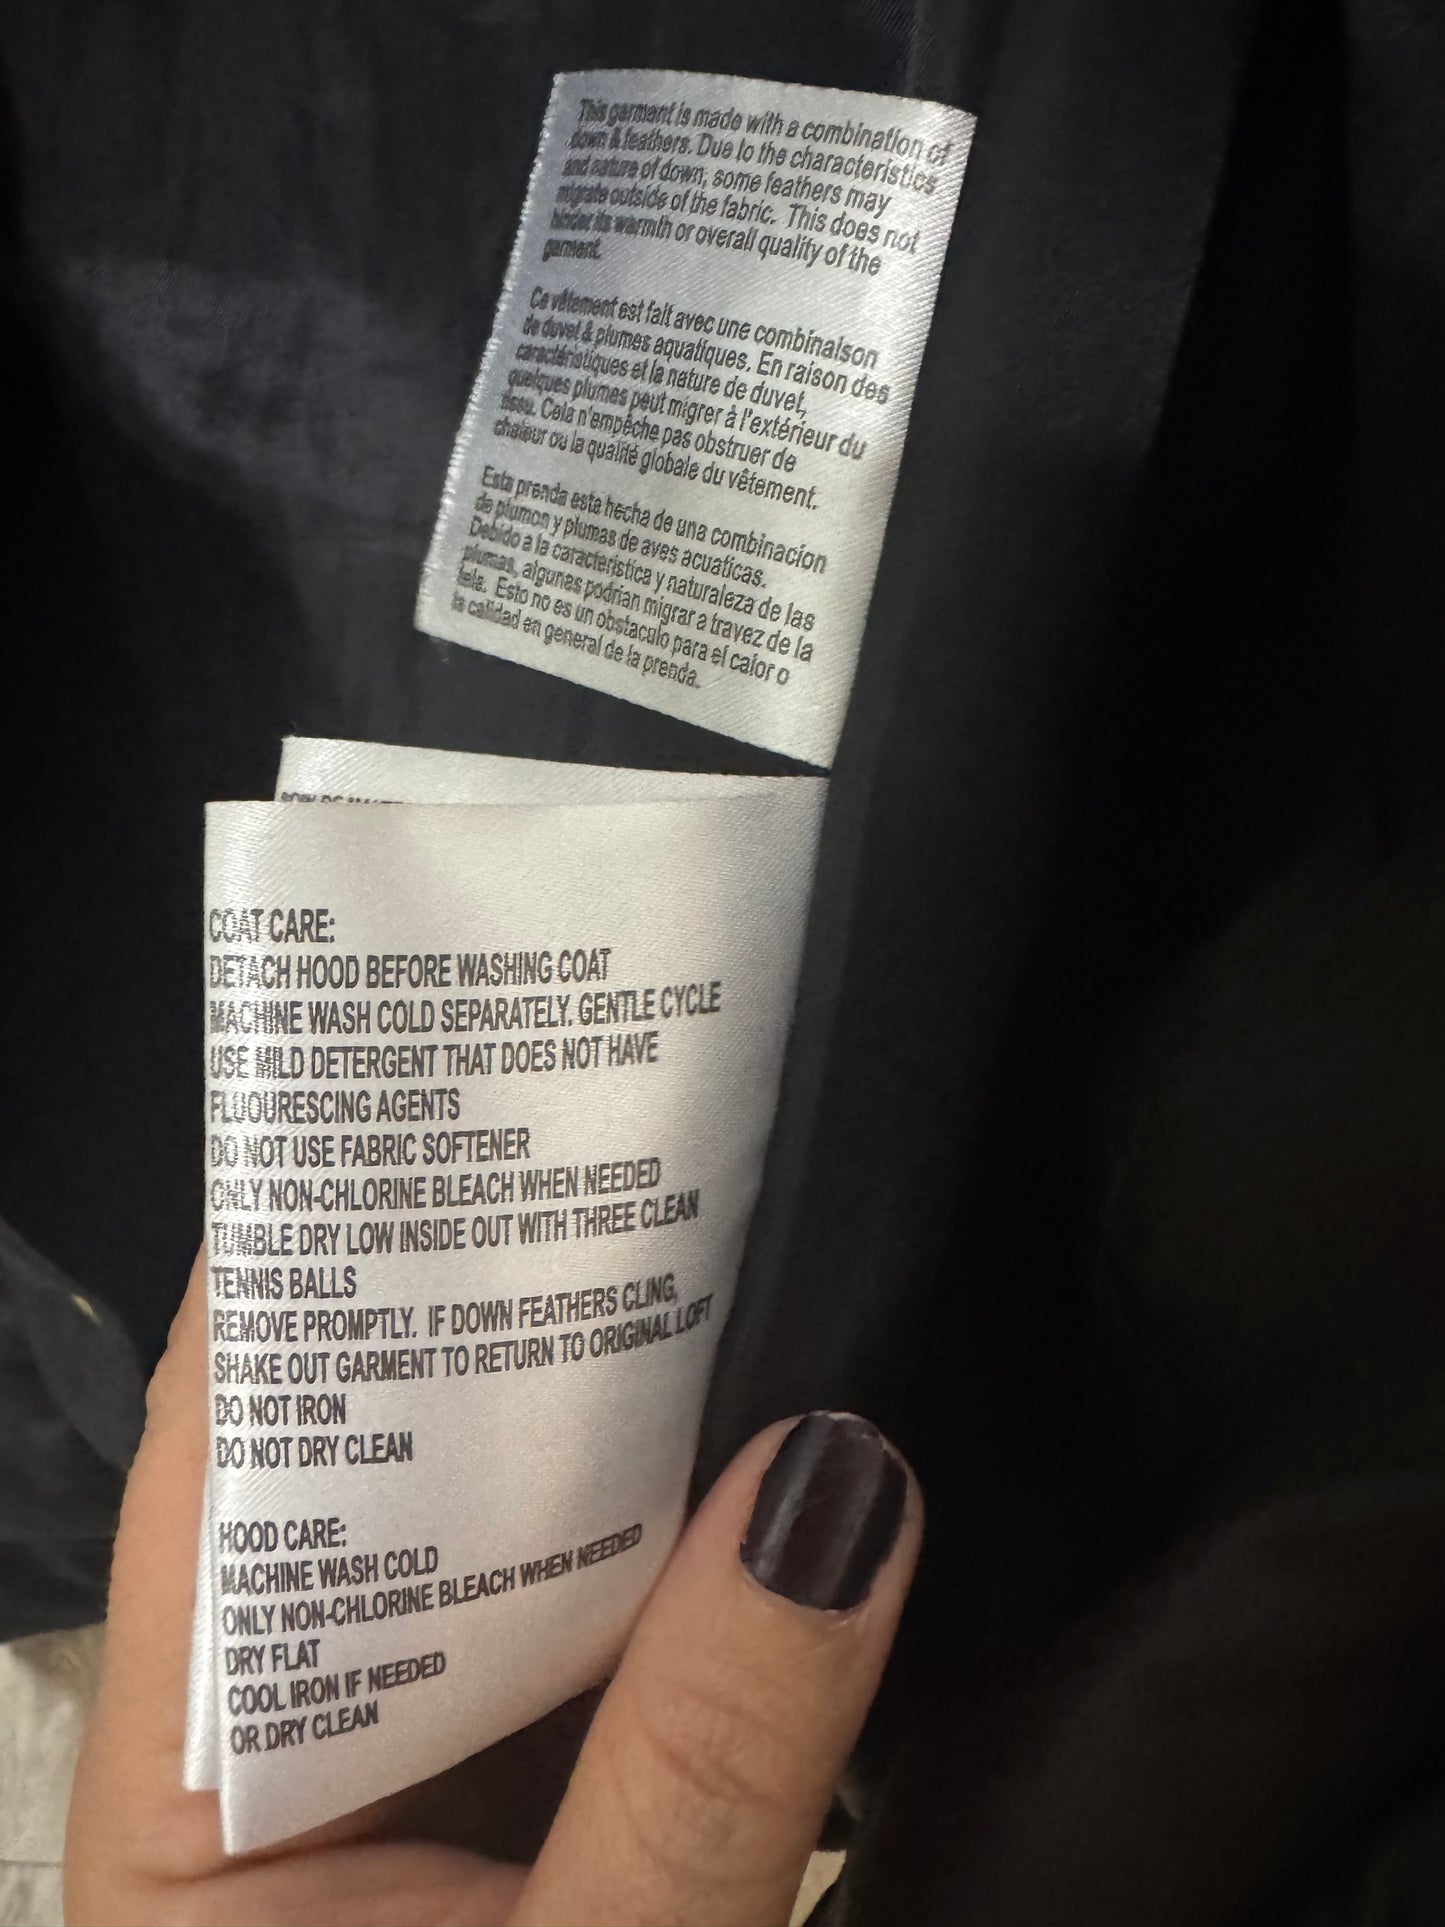 This garment is made with a combination of
down & feathers. Due to the characteristics
and nature of down, some feathers may
migrate outside of the fabric. This does not
hinder its warmth or overall quality of the
garment.
Ce vêtement est fait avec une combinaison
de duvet & plumes aquatiques. En raison des
caractéristiques et la nature de duvet,
quelques plumes peut migrer à l'extérieur du
tissu. Cela n'empêche pas obstruer de
chaleur ou la qualité globale du vêtement.
Esta prenda esta hecha de una combinacion
de plumon y plumas de aves acuaticas.
Debido a la caracteristica y naturaleza de las
plumas, algunas podrian migrar a travez de la
tela. Esto no es un obstaculo para el calor o
la calidad en general de la prenda.
COAT CARE:
DETACH HOOD BEFORE WASHING COAT
MACHINE WASH COLD SEPARATELY. GENTLE CYCLE
USE MILD DETERGENT THAT DOES NOT HAVE
FLUOURESCING AGENTS
DO NOT USE FABRIC SOFTENER
ONLY NON-CHLORINE BLEACH WHEN NEEDED
TUMBLE DRY LOW INSIDE OUT WITH THREE CLEAN
TENNIS BALLS
REMOVE PROMPTLY. IF DOWN FEATHERS CLING,
SHAKE OUT GARMENT TO RETURN TO ORIGINAL LOFT
DO NOT IRON
DO NOT DRY CLEAN
HOOD CARE:
MACHINE WASH COLD
ONLY NON-CHLORINE BLEACH WHEN NEEDED
DRY FLAT
COOL IRON IF NEEDED
OR DRY CLEAN